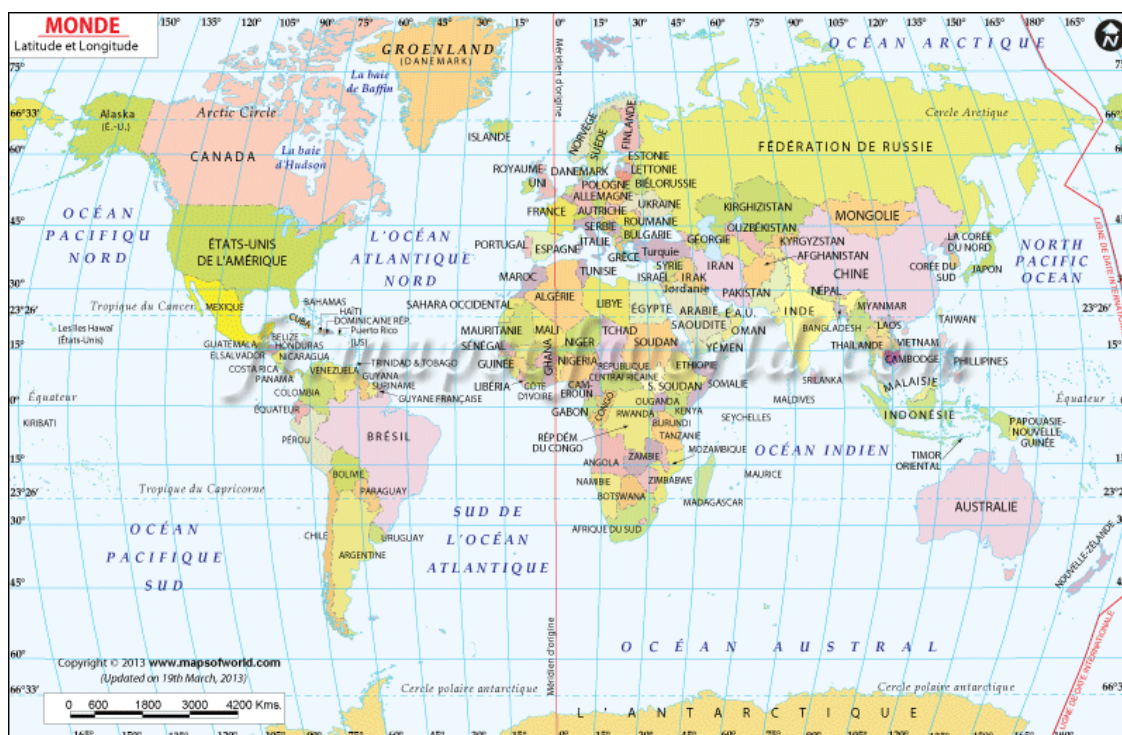 MONDE
Latitude et Longitude
150° 135° 120° 105° 90° 75° 60° 45° 30° 15° 0° 15° 30° 45° 60° 75° 90° 105° 120° 135° 150° 165°
OCÉAN ARCTIQUE
N
GROENLAND
(DANEMARK)
Méridien d'origine
La baie
de Baffin
75°
66°33'
60°
45°
30°
23°26'
15°
0°
15°
23°26'
30°
45°
60°
66°33'
Alaska
(É.-U.)
Arctic Circle
Cercle Arctique
CANADA
La baie
d'Hudson
ISLANDE
NORVÈGE
SUÈDE
FINLANDE
FÉDÉRATION DE RUSSIE
ESTONIE
ROYAUME-
UNI
DANEMARK
LETTONIE
POLOGNE
BIÉLORUSSE
ALLEMAGNE
UKRAINE
FRANCE
AUTRICHE
ROUMANIE
SERBIE
BULGARIE
KIRGHIZISTAN
MONGOLIE
OUZBÉKISTAN
GÉORGIE
KYRGYZSTAN
AFGHANISTAN
LA CORÉE
DU NORD
CORÉE DU
SUD
JAPON
NORTH
PACIFIC
OCEAN
LIGNE DE DATE INTERNATIONALE
OCÉAN
PACIFIQU
NORD
ÉTATS-UNIS
DE L'AMÉRIQUE
L'OCÉAN
ATLANTIQUE
NORD
PORTUGAL
ESPAGNE
ITALIE
GRÈCE
Turquie
SYRIE
ISRAËL
IRAK
Jordanie
IRAN
CHINE
TUNISIE
MAROC
PAKISTAN
NÉPAL
Tropique du Cancer
MEXIQUE
BAHAMAS
CUBA
HAÏTI
DOMINICAINE RÉP.
Puerto Rico
(US)
Les îles Hawaï
(États-Unis)
SAHARA OCCIDENTAL
ALGÉRIE
LIBYE
ÉGYPTE
ARABIE
SAOUDITE
É.A.U.
OMAN
INDE
MYANMAR
BANGLADESH
LAOS
TAIWAN
MAURITANIE
MALI
NIGER
TCHAD
SOUDAN
YÉMEN
THAÏLANDE
VIETNAM
CAMBODGE
PHILLIPINES
BELIZE
GUATEMALA
HONDURAS
ELSALVADOR
NICARAGUA
COSTA RICA
PANAMA
TRINIDAD & TOBAGO
VENEZUELA
GUYANA
SURINAME
GUYANE FRANÇAISE
COLOMBIA
SÉNÉGAL
GUINÉE
GHANA
NIGERIA
RÉPUBLIQUE
CENTRAFRICAINE
ETHIOPIE
S. SOUDAN
SOMALIE
LIBÉRIA
CÔTE
D'IVOIRE
CAM-
EROUN
SRILANKA
MALDIVES
MALAISIE
Équateur
KIRIBATI
ÉQUATEUR
GABON
CONGO
OUGANDA
RWANDA
KENYA
BURUNDI
TANZANIE
SEYCHELLES
INDONÉSIE
PAPOUASIE-
NOUVELLE
GUINÉE
Équateur
PÉROU
BRÉSIL
RÉP DÉM
DU CONGO
OCÉAN INDIEN
TIMOR
ORIENTAL
ANGOLA
ZAMBIE
MOZAMBIQUE
MAURICE
BOLIVIE
NAMIBIE
ZIMBABWE
BOTSWANA
MADAGASCAR
Tropique du Capricorne
PARAGUAY
AFRIQUE DU SUD
AUSTRALIE
CHILE
URUGUAY
ARGENTINE
OCÉAN
PACIFIQUE
SUD
SUD DE
L'OCÉAN
ATLANTIQUE
NOUVELLE-ZÉLANDE
Méridien d'origine
OCÉAN AUSTRAL
LIGNE DE DATE INTERNATIONALE
Copyright © 2013 www.mapsofworld.com
(Updated on 19th March, 2013)
Cercle polaire antarctique
Cercle polaire antarctique
0 600 1800 3000 4200 Kms.
L'ANTARCTIQUE